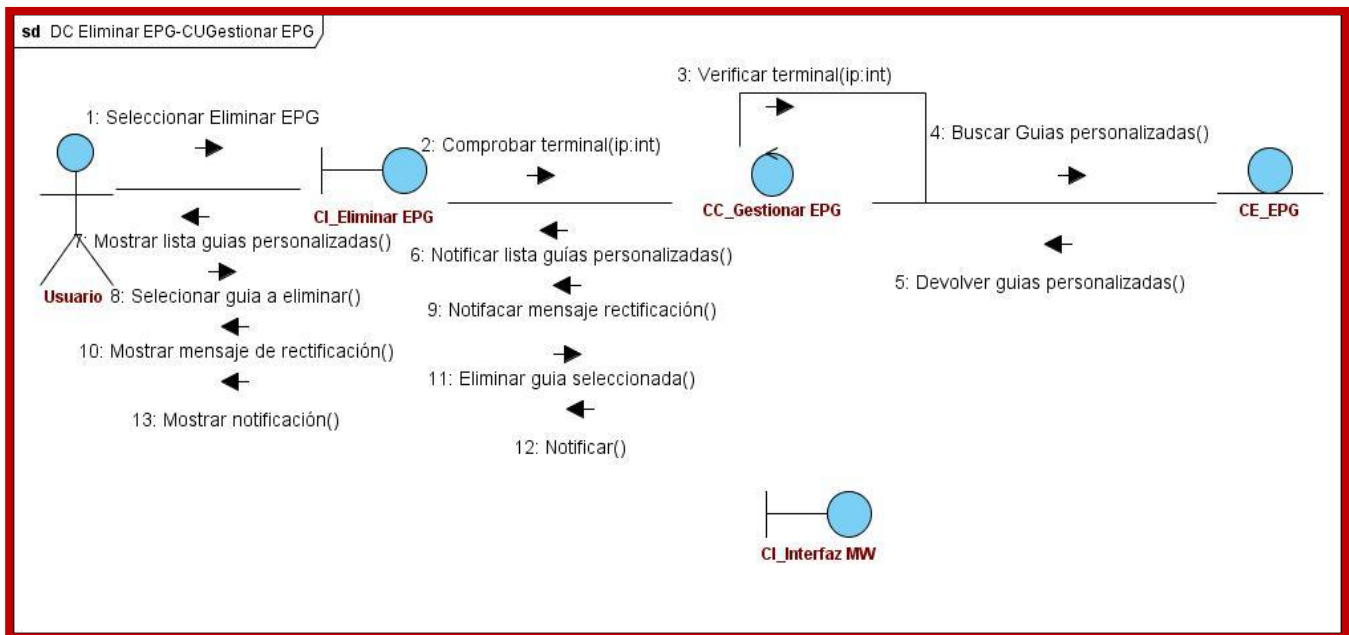 sd DC Eliminar EPG-CUGestionar EPG
3: Verificar terminal(ip:int)
1: Seleccionar Eliminar EPG
2: Comprobar terminal(ip:int)
4: Buscar Guias personalizadas()
CI_Eliminar EPG
CC_Gestionar EPG
CE_EPG
7: Mostrar lista guias personalizadas()
6: Notificar lista guías personalizadas()
5: Devolver guias personalizadas()
Usuario
8: Selecionar guia a eliminar()
9: Notifacar mensaje rectificación()
10: Mostrar mensaje de rectificación()
11: Eliminar guia seleccionada()
13: Mostrar notificación()
12: Notificar()
CI_Interfaz MW